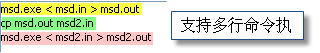 msd.exe < msd.in > msd.out
cp msd.out msd2.in
msd.exe < msd2.in > msd2.out
支持多行命令执